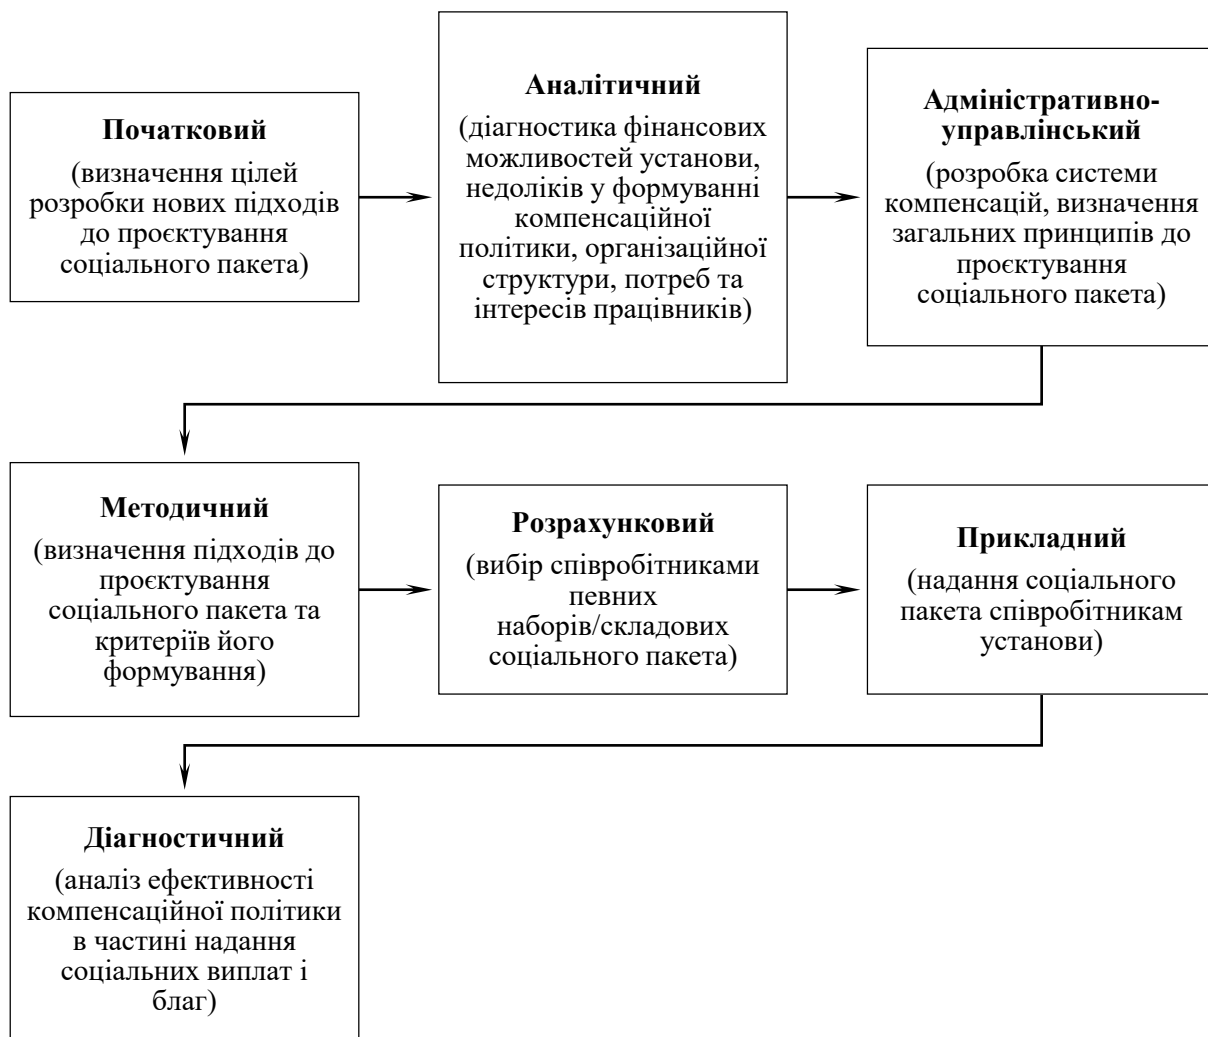 Початковий
(визначення цілей
розробки нових підходів
до проєктування
соціального пакета)
Аналітичний
(діагностика фінансових
можливостей установи,
недоліків у формуванні
компенсаційної
політики, організаційної
структури, потреб та
інтересів працівників)
Адміністративно-
управлінський
(розробка системи
компенсацій, визначення
загальних принципів до
проєктування
соціального пакета)
Методичний
(визначення підходів до
проєктування
соціального пакета та
критеріїв його
формування)
Розрахунковий
(вибір співробітниками
певних
наборів/складових
соціального пакета)
Прикладний
(надання соціального
пакета співробітникам
установи)
Діагностичний
(аналіз ефективності
компенсаційної політики
в частині надання
соціальних виплат і
благ)